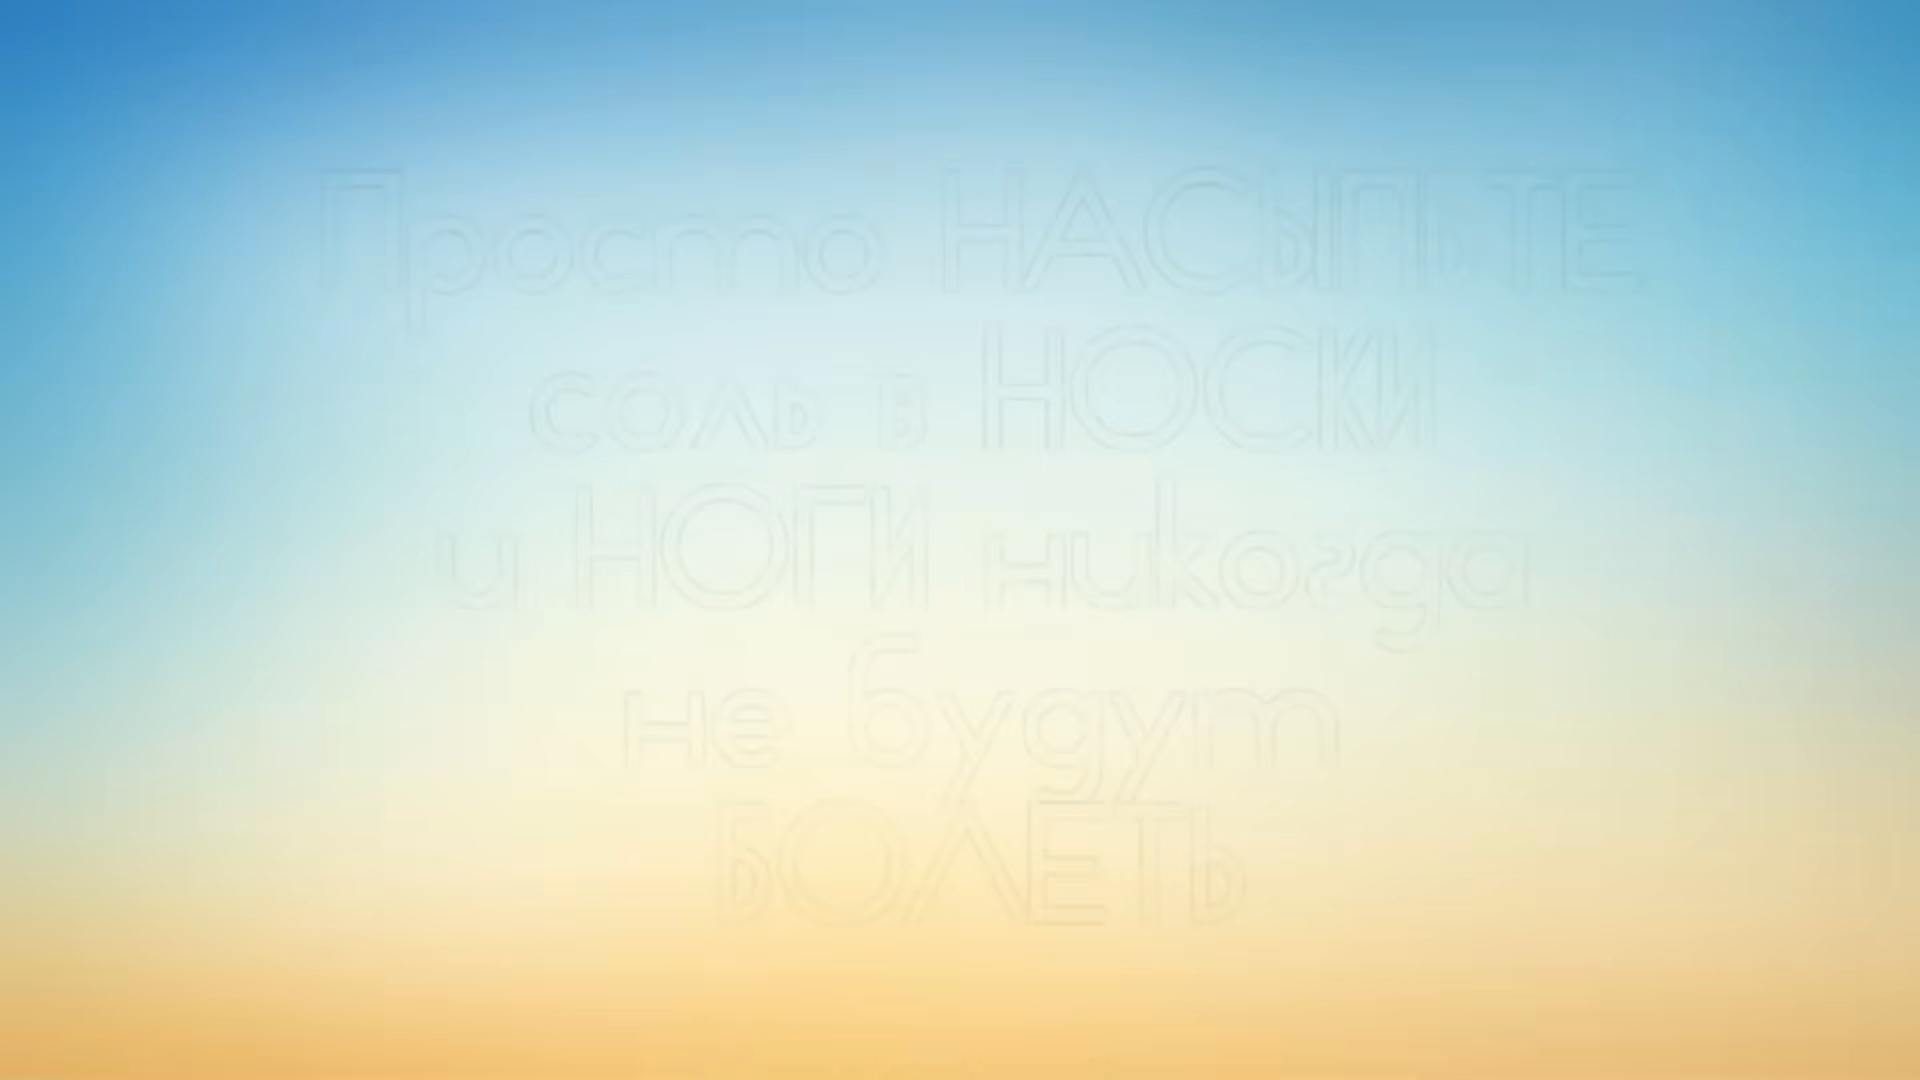 Просто НАСЫПЬТЕ
соль в НОСКИ
и НОГИ никогда
не будут
БОЛЕТЬ